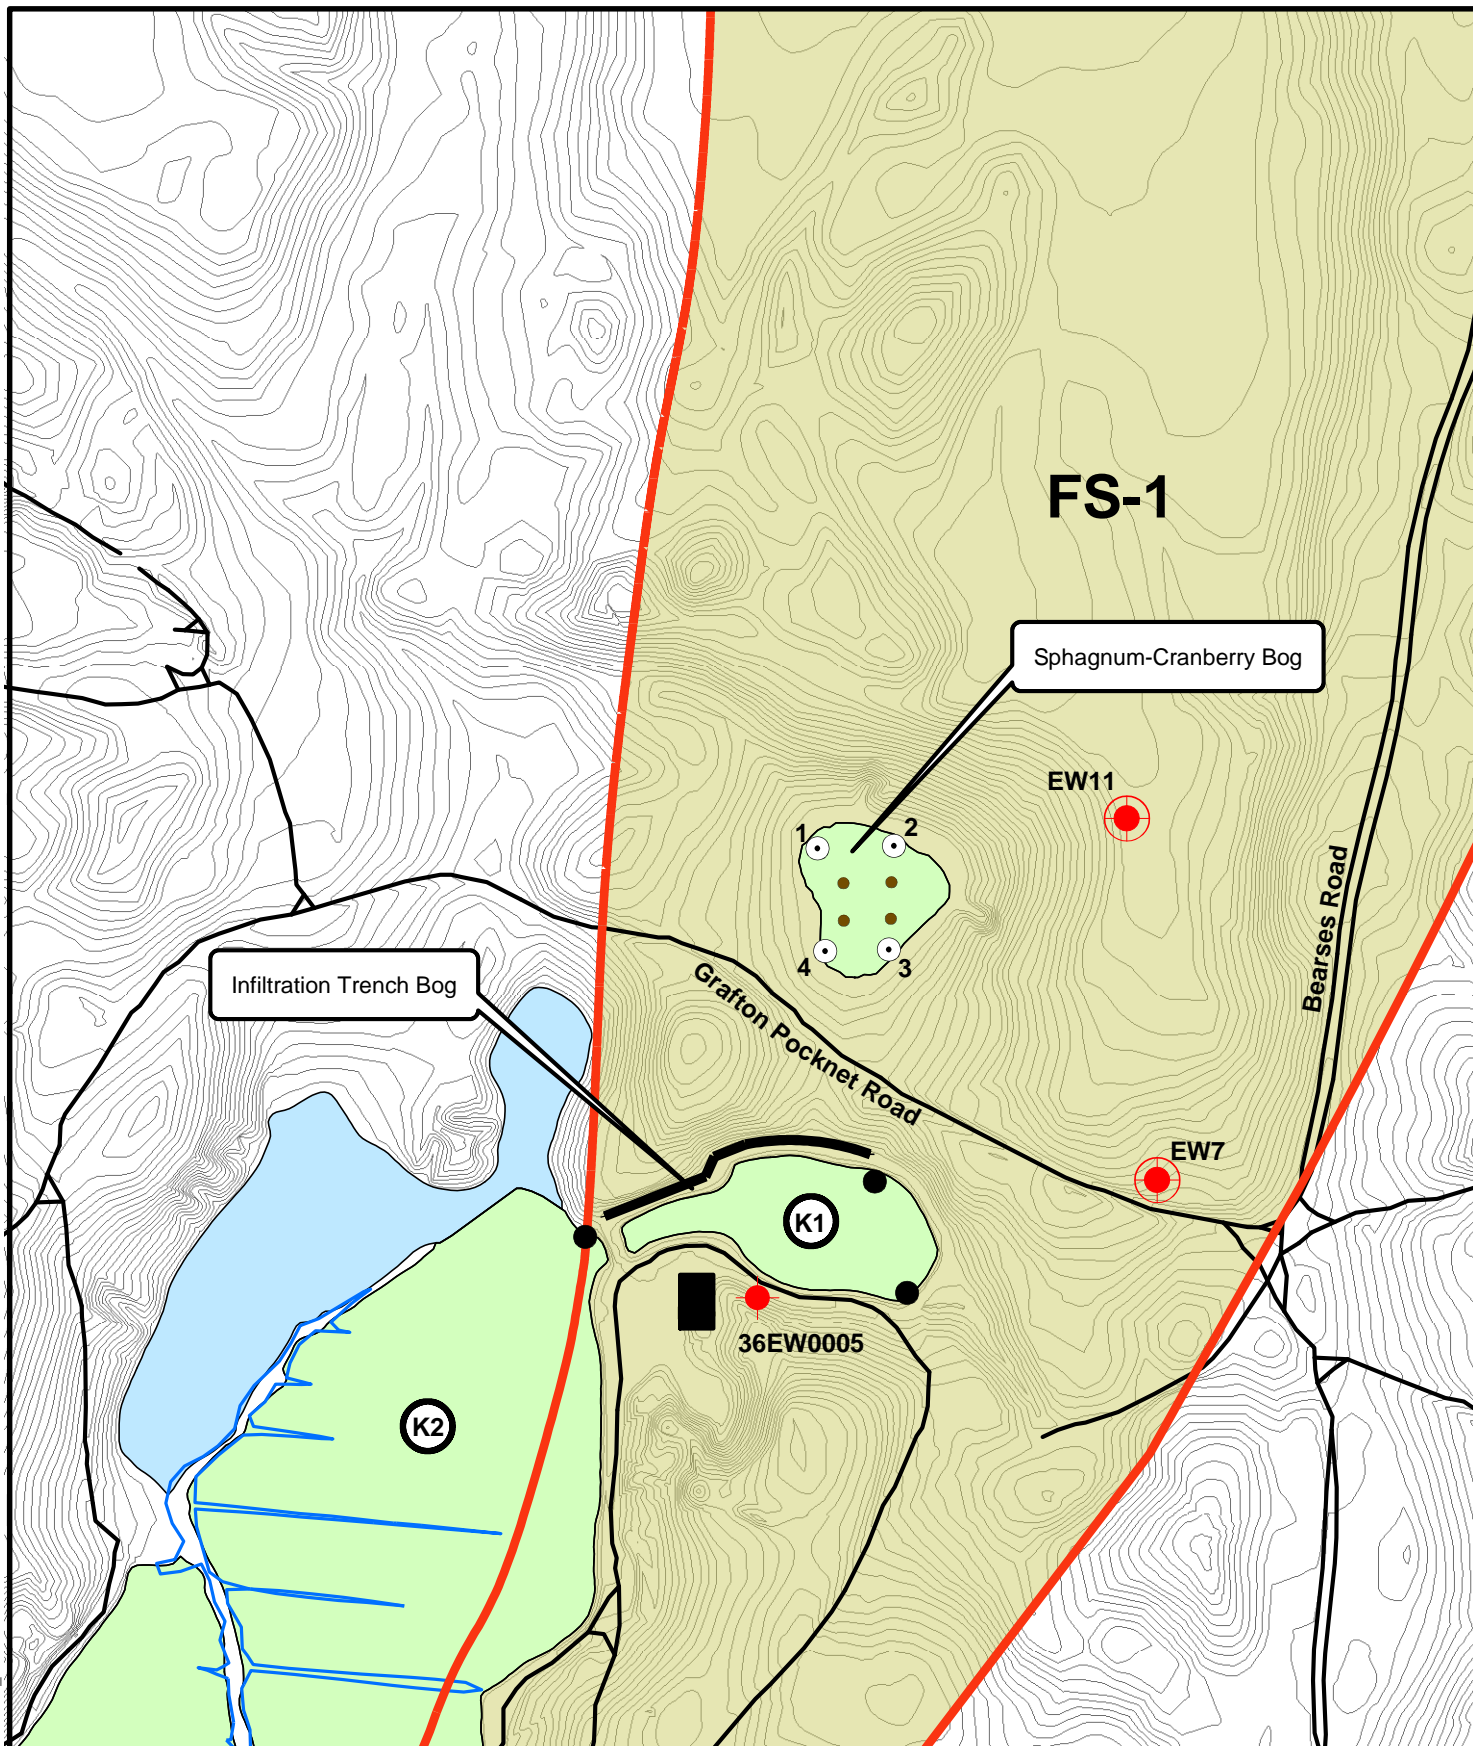 FS-1
Sphagnum-Cranberry Bog
EW11
1
2
Bearses Road
4
3
Infiltration Trench Bog
Grafton Pocknet Road
EW7
K1
36EW0005
K2